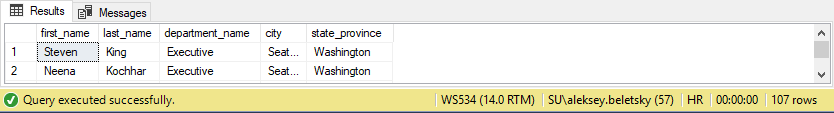 Results Messages
first_name last_name department_name city state_province
1 Steven King Executive Seat... Washington
2 Neena Kochhar Executive Seat... Washington
Query executed successfully. WS534 (14.0 RTM) SU\aleksey.beletsky (57) HR 00:00:00 107 rows